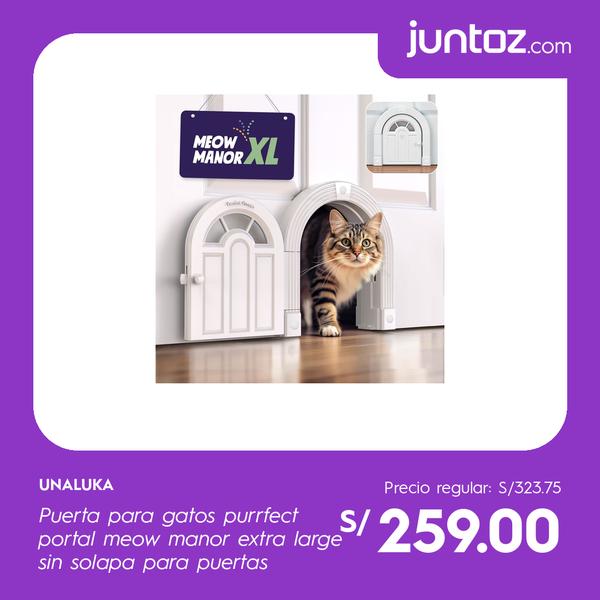 juntoz.com
MEOW
MANOR XL
UNALUKA
Precio regular: S/323.75
Puerta para gatos purrfect
portal meow manor extra large
sin solapa para puertas
S/ 259.00